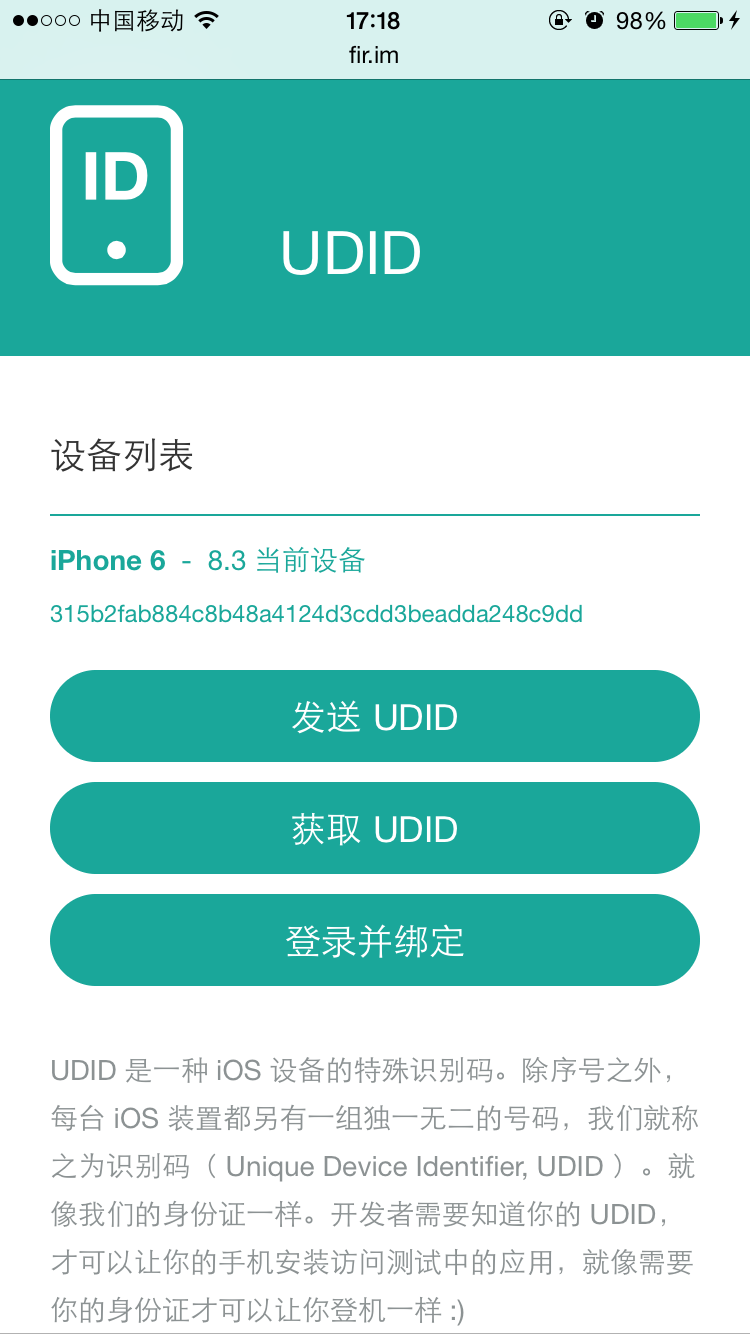 中国移动 17:18 98%
fir.im
ID
UDID
设备列表
iPhone 6 - 8.3 当前设备
315b2fab884c8b48a4124d3cdd3beadda248c9dd
发送 UDID
获取 UDID
登录并绑定
UDID 是一种 iOS 设备的特殊识别码。除序号之外，
每台 iOS 装置都另有一组独一无二的号码，我们就称
之为识别码（ Unique Device Identifier, UDID ）。就
像我们的身份证一样。开发者需要知道你的 UDID，
才可以让你的手机安装访问测试中的应用，就像需要
你的身份证才可以让你登机一样 :)